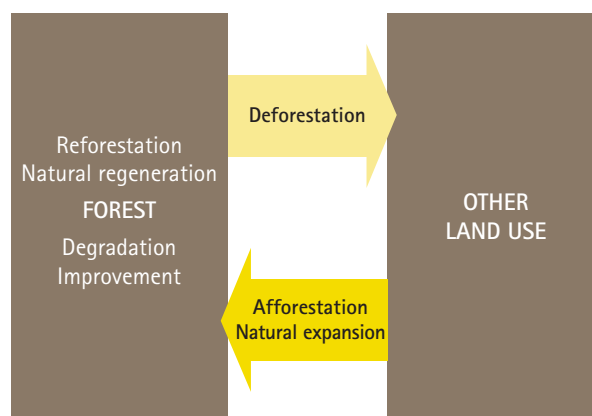 Reforestation
Natural regeneration
FOREST
Degradation
Improvement
Deforestation
Afforestation
Natural expansion
OTHER
LAND USE